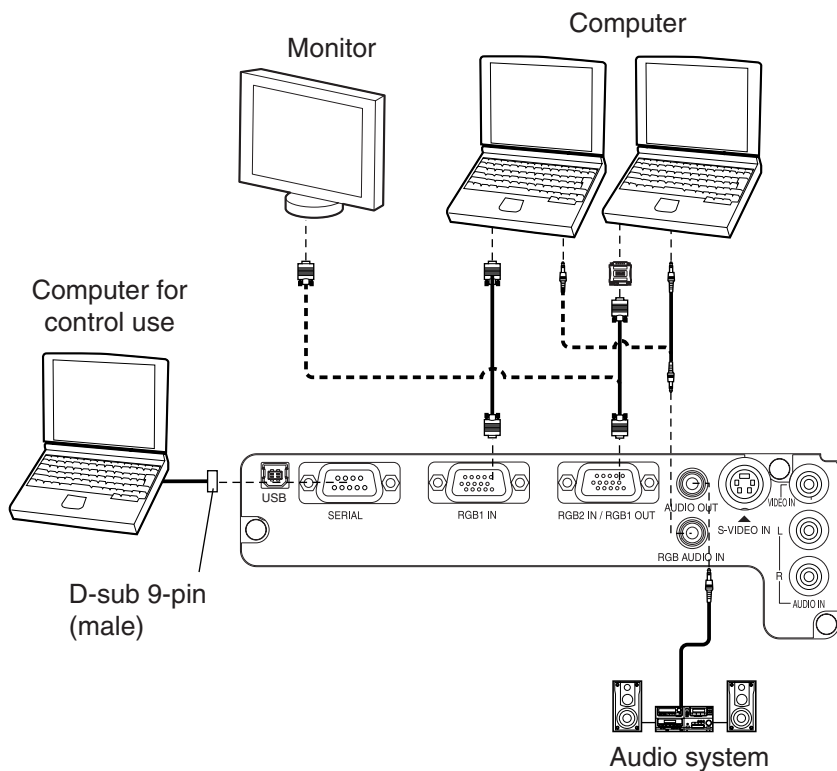 Computer
Monitor
Computer for
control use
USB
SERIAL
RGB1 IN
RGB2 IN / RGB1 OUT
AUDIO OUT
RGB AUDIO IN
S-VIDEO IN
VIDEO IN
L
R
AUDIO IN
D-sub 9-pin
(male)
Audio system